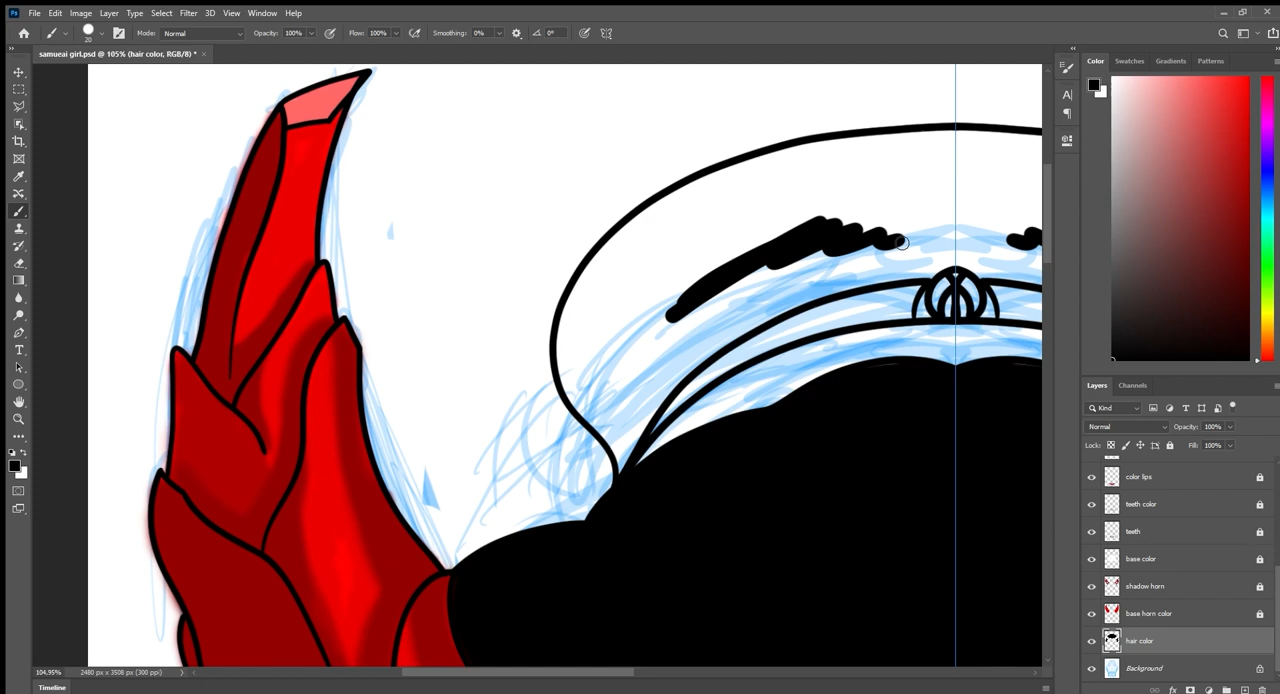 Ps File Edit Image Layer Type Select Filter 3D View Window Help
20 Mode: Normal Opacity: 100% Flow: 100% Smoothing: 0% 0°
samueai girl.psd @ 105% (hair color, RGB/8) *
Color Swatches Gradients Patterns
Layers Channels
Kind
Normal Opacity: 100%
Lock: Fill: 100%
color lips
teeth color
teeth
base color
shadow horn
base horn color
hair color
Background
fx
104,95% 2480 px x 3508 px (300 ppi)
Timeline